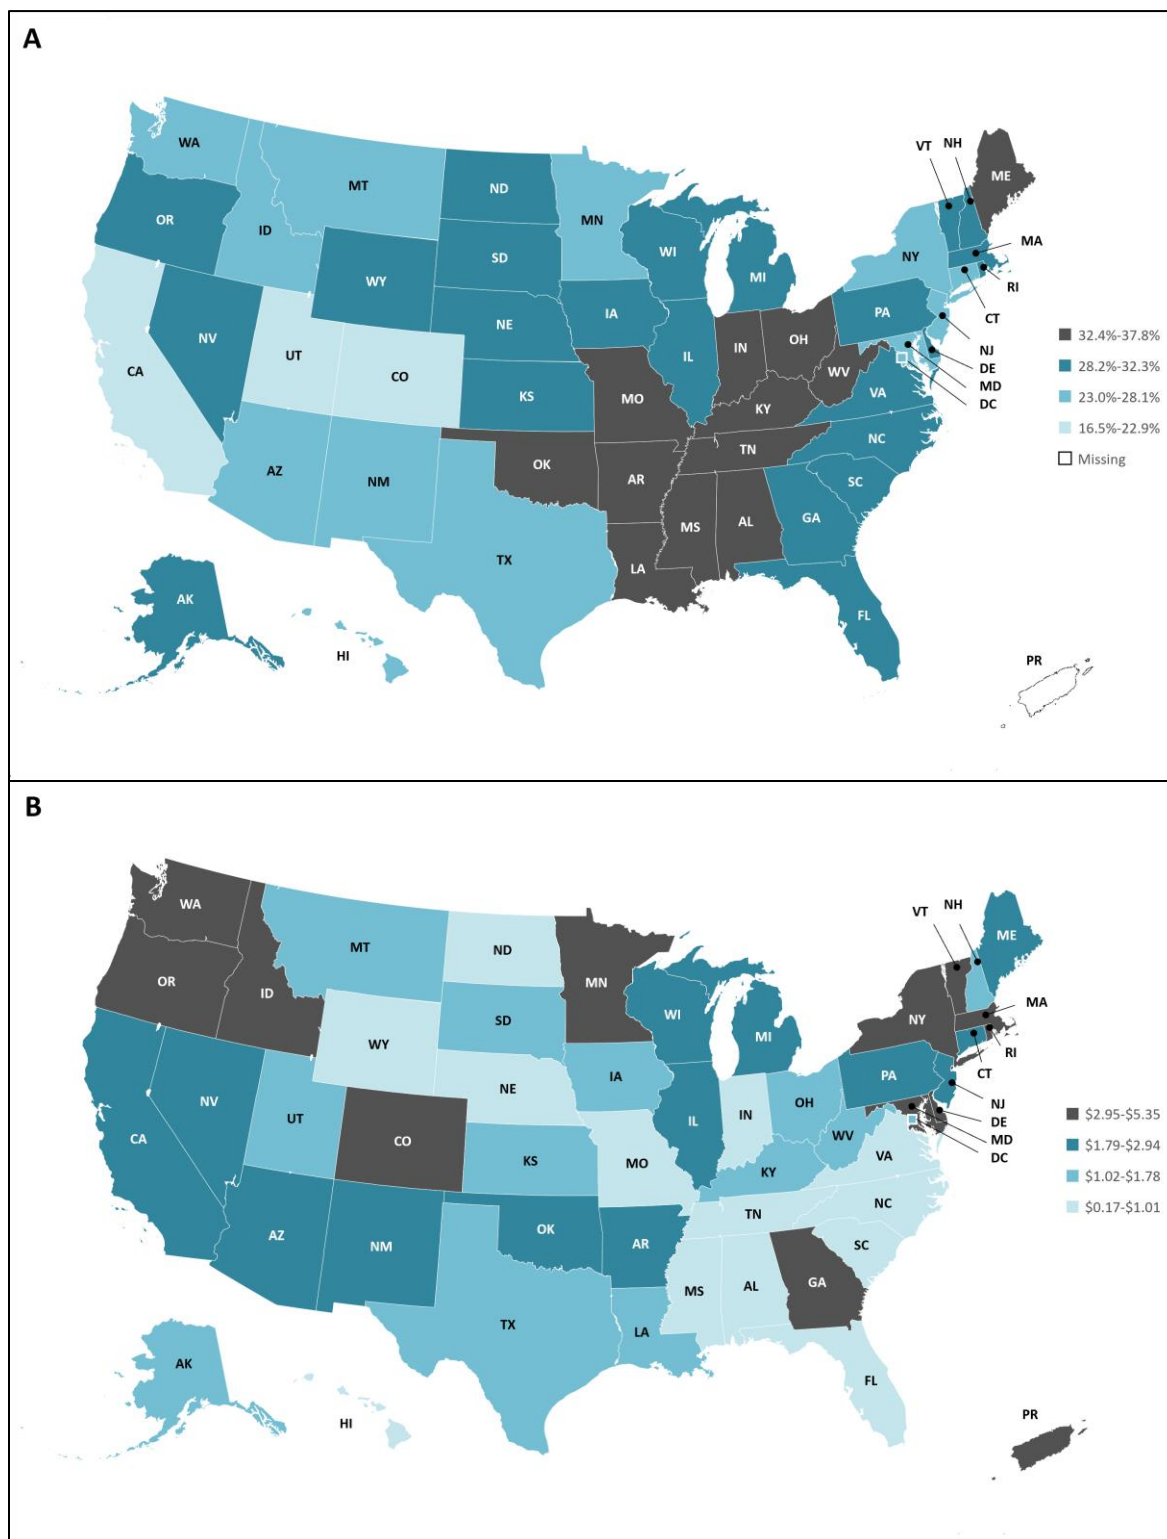 A
WA
MT
ND
MN
VT
NH
ME
OR
ID
SD
WI
MI
NY
MA
RI
WY
IA
NE
PA
CT
NV
UT
CO
IL
IN
OH
NJ
DE
MD
DC
CA
KS
MO
WV
VA
KY
AZ
NM
OK
AR
TN
NC
SC
MS
AL
GA
TX
LA
AK
FL
HI
PR
32.4%-37.8%
28.2%-32.3%
23.0%-28.1%
16.5%-22.9%
Missing
B
WA
MT
ND
MN
VT
NH
ME
OR
ID
SD
WI
MI
NY
MA
RI
WY
IA
NE
PA
CT
NV
UT
CO
IL
IN
OH
NJ
DE
MD
DC
CA
KS
MO
WV
VA
KY
AZ
NM
OK
AR
TN
NC
SC
MS
AL
GA
TX
LA
AK
FL
HI
PR
$2.95-$5.35
$1.79-$2.94
$1.02-$1.78
$0.17-$1.01